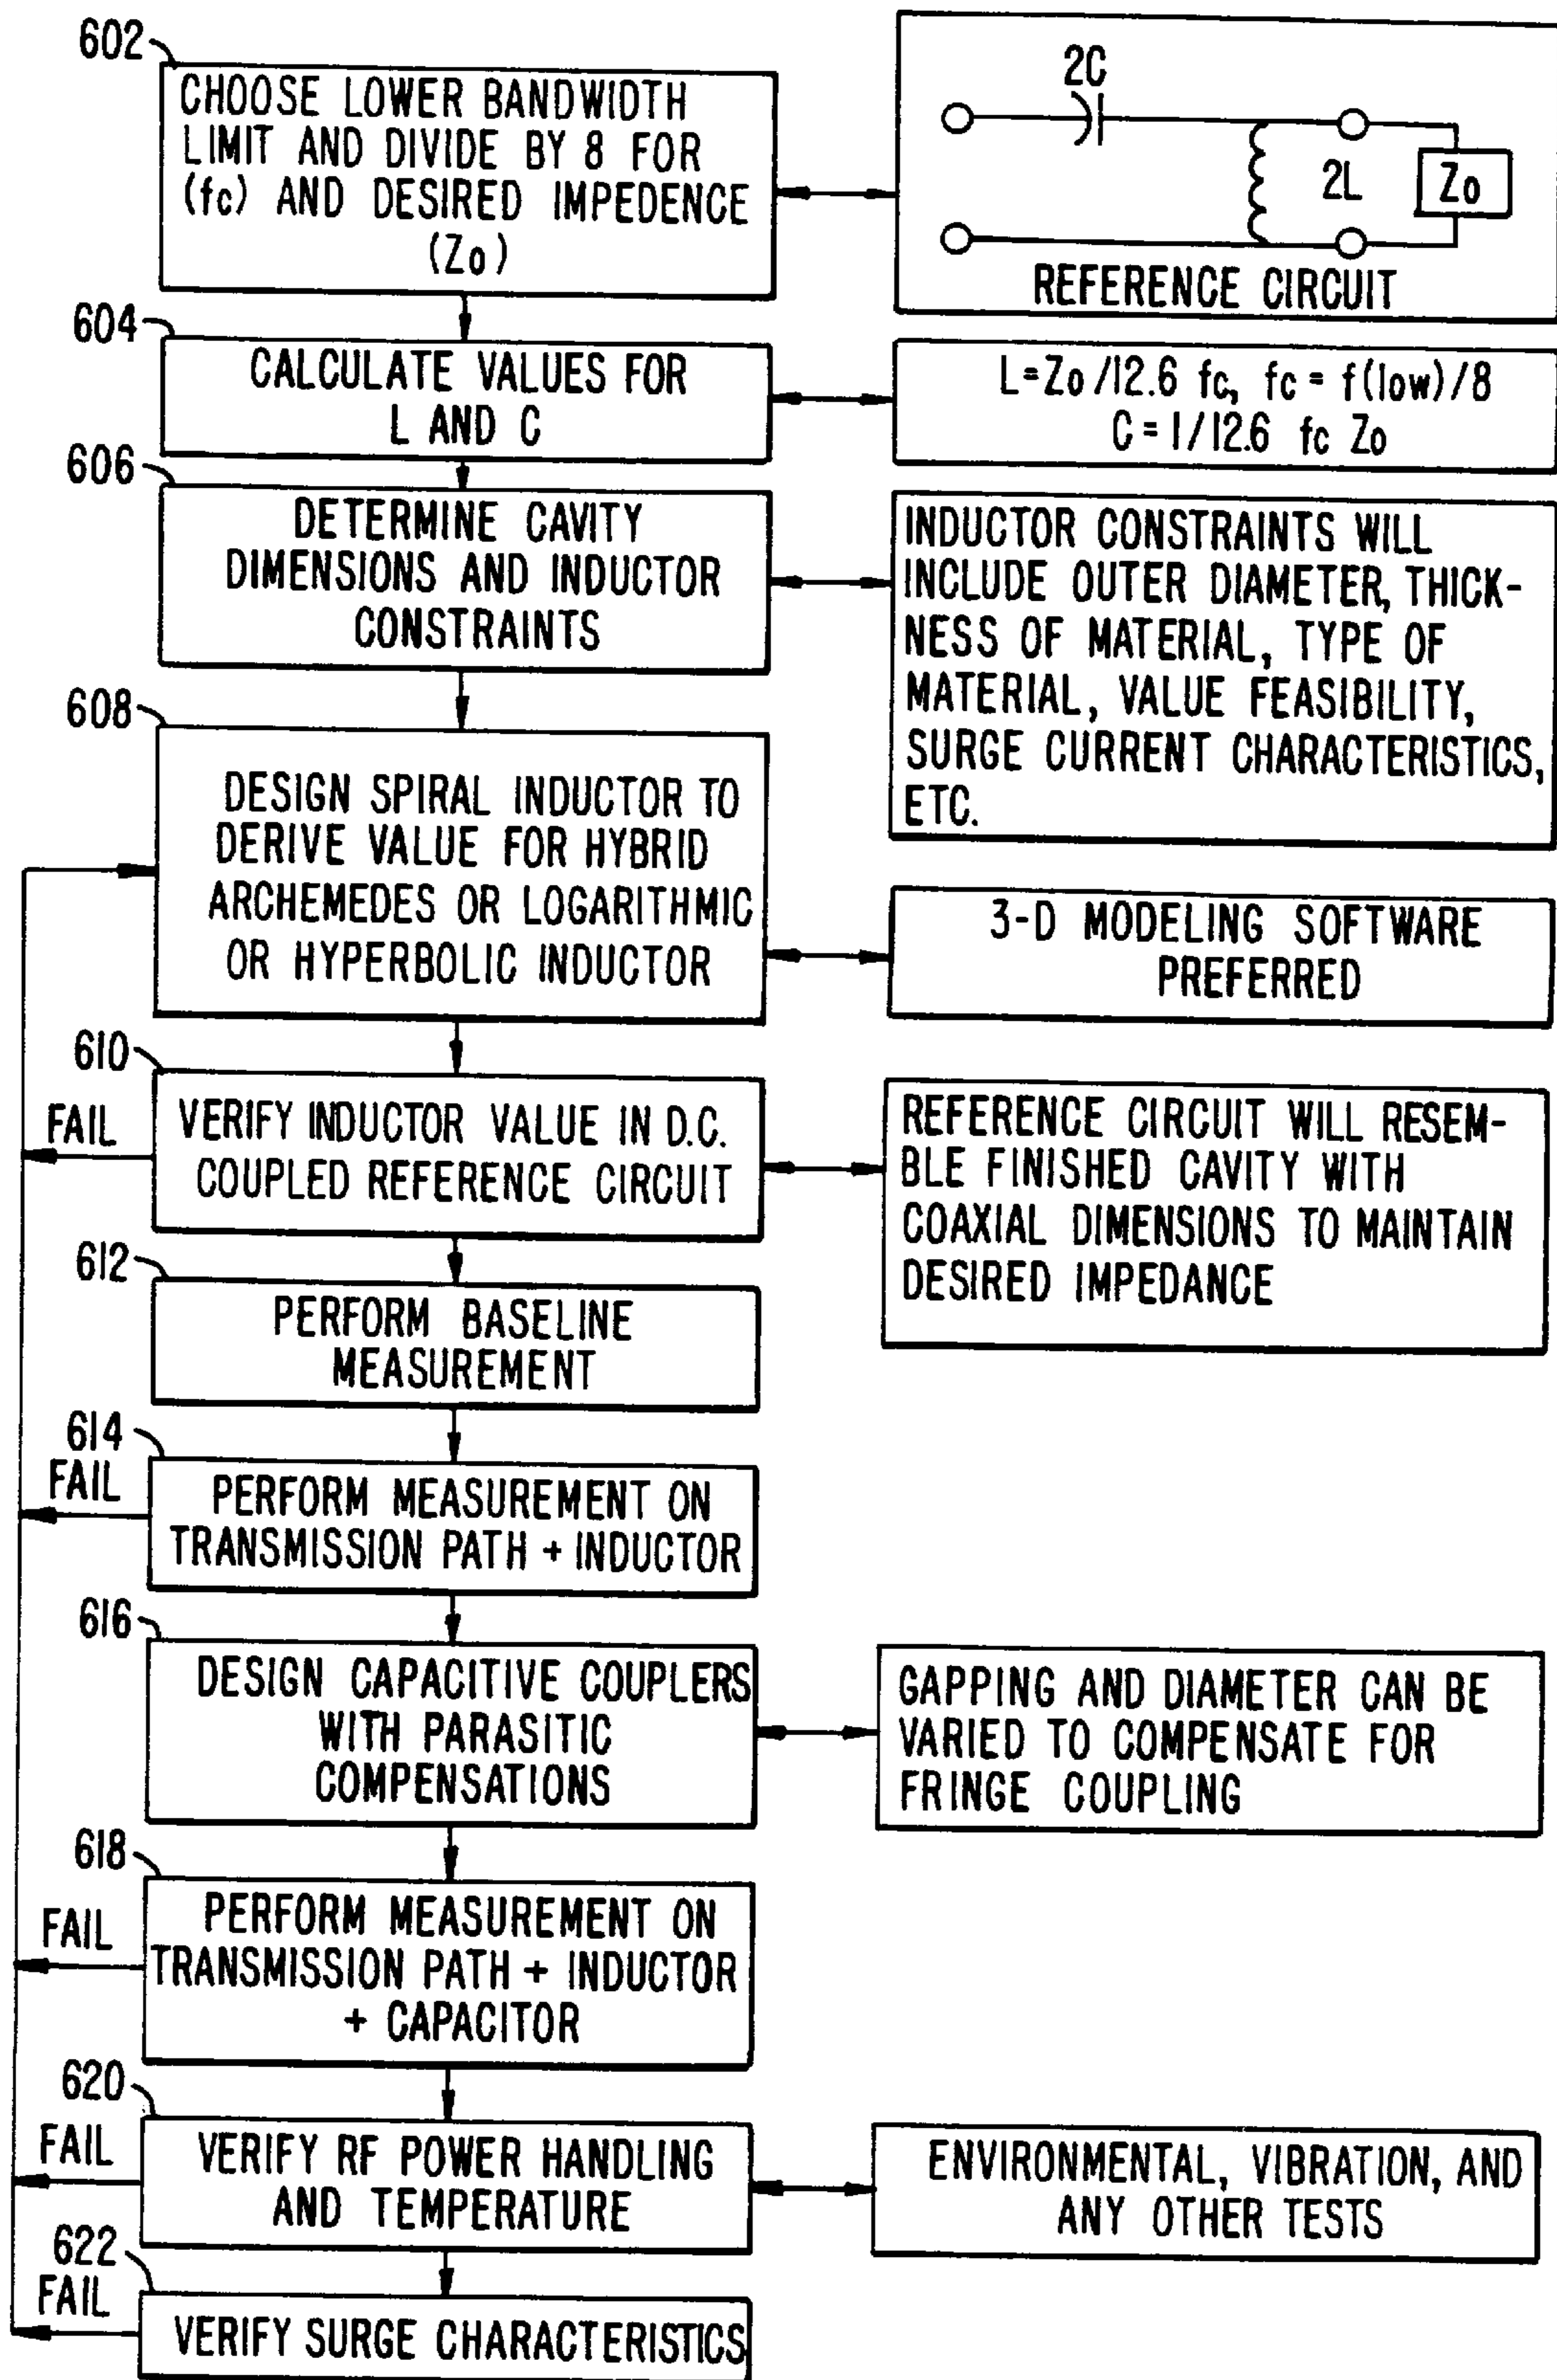 602
CHOOSE LOWER BANDWIDTH
LIMIT AND DIVIDE BY 8 FOR
(fc) AND DESIRED IMPEDENCE
(Zo)
2C
2L
Zo
REFERENCE CIRCUIT
604
CALCULATE VALUES FOR
L AND C
L=Zo/12.6 fc, fc = f(low)/8
C = 1/12.6 fc Zo
606
DETERMINE CAVITY
DIMENSIONS AND INDUCTOR
CONSTRAINTS
INDUCTOR CONSTRAINTS WILL
INCLUDE OUTER DIAMETER, THICK-
NESS OF MATERIAL, TYPE OF
MATERIAL, VALUE FEASIBILITY,
SURGE CURRENT CHARACTERISTICS,
ETC.
608
DESIGN SPIRAL INDUCTOR TO
DERIVE VALUE FOR HYBRID
ARCHEMEDES OR LOGARITHMIC
OR HYPERBOLIC INDUCTOR
3-D MODELING SOFTWARE
PREFERRED
610
FAIL
VERIFY INDUCTOR VALUE IN D.C.
COUPLED REFERENCE CIRCUIT
REFERENCE CIRCUIT WILL RESEM-
BLE FINISHED CAVITY WITH
COAXIAL DIMENSIONS TO MAINTAIN
DESIRED IMPEDANCE
612
PERFORM BASELINE
MEASUREMENT
614
FAIL
PERFORM MEASUREMENT ON
TRANSMISSION PATH + INDUCTOR
616
DESIGN CAPACITIVE COUPLERS
WITH PARASITIC
COMPENSATIONS
GAPPING AND DIAMETER CAN BE
VARIED TO COMPENSATE FOR
FRINGE COUPLING
618
FAIL
PERFORM MEASUREMENT ON
TRANSMISSION PATH + INDUCTOR
+ CAPACITOR
620
FAIL
VERIFY RF POWER HANDLING
AND TEMPERATURE
ENVIRONMENTAL, VIBRATION, AND
ANY OTHER TESTS
622
FAIL
VERIFY SURGE CHARACTERISTICS